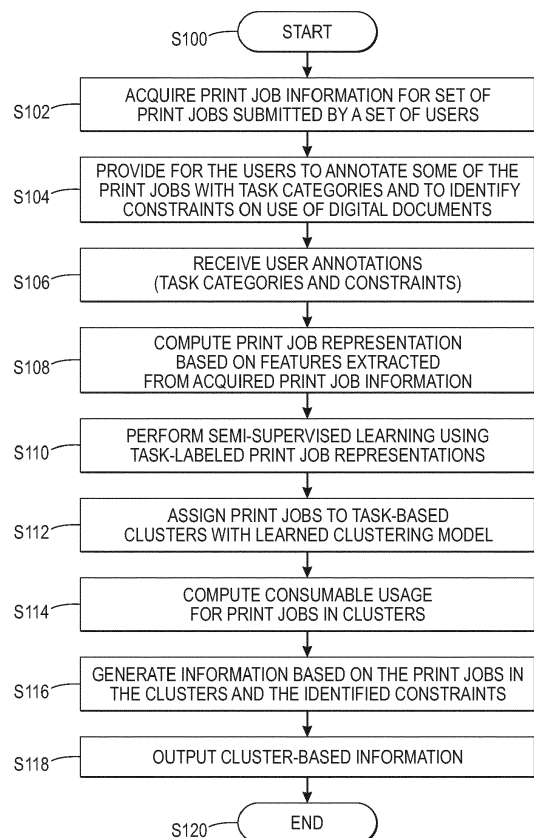 S100
START
S102
ACQUIRE PRINT JOB INFORMATION FOR SET OF
PRINT JOBS SUBMITTED BY A SET OF USERS
S104
PROVIDE FOR THE USERS TO ANNOTATE SOME OF THE
PRINT JOBS WITH TASK CATEGORIES AND TO IDENTIFY
CONSTRAINTS ON USE OF DIGITAL DOCUMENTS
S106
RECEIVE USER ANNOTATIONS
(TASK CATEGORIES AND CONSTRAINTS)
S108
COMPUTE PRINT JOB REPRESENTATION
BASED ON FEATURES EXTRACTED
FROM ACQUIRED PRINT JOB INFORMATION
S110
PERFORM SEMI-SUPERVISED LEARNING USING
TASK-LABELED PRINT JOB REPRESENTATIONS
S112
ASSIGN PRINT JOBS TO TASK-BASED
CLUSTERS WITH LEARNED CLUSTERING MODEL
S114
COMPUTE CONSUMABLE USAGE
FOR PRINT JOBS IN CLUSTERS
S116
GENERATE INFORMATION BASED ON THE PRINT JOBS IN
THE CLUSTERS AND THE IDENTIFIED CONSTRAINTS
S118
OUTPUT CLUSTER-BASED INFORMATION
S120
END